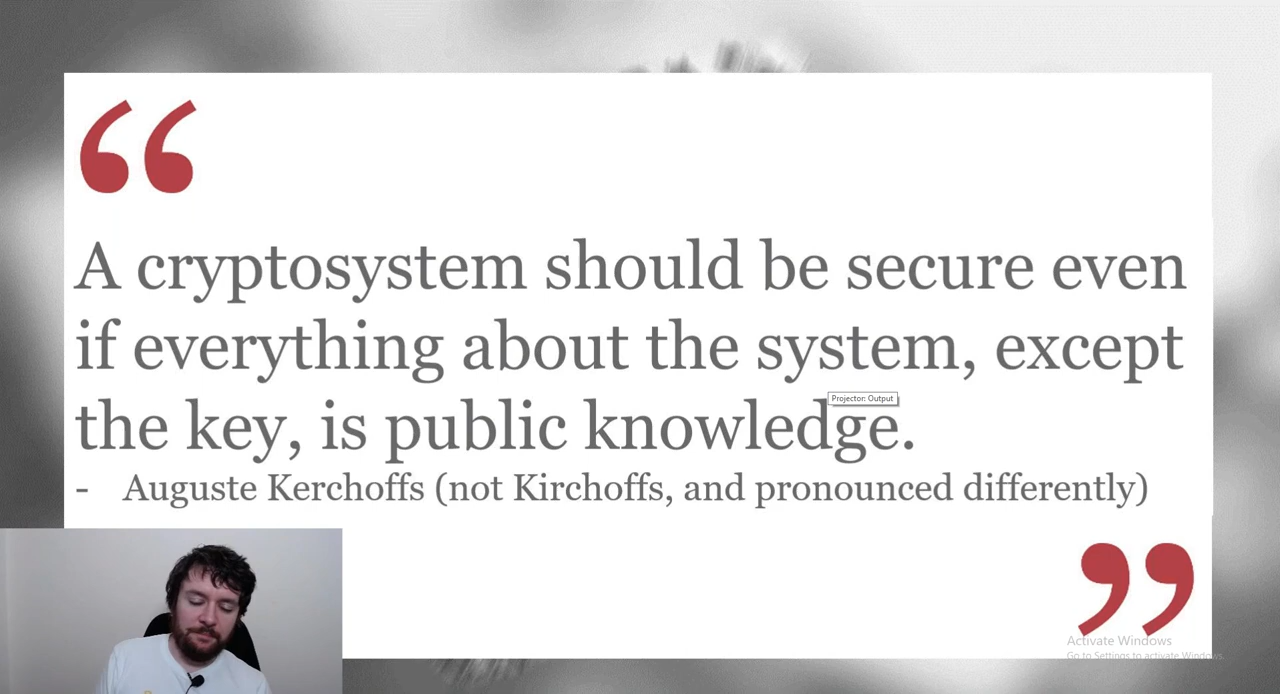 “
A cryptosystem should be secure even
if everything about the system, except
Projector: Output
the key, is public knowledge.
- Auguste Kerchoffs (not Kirchoffs, and pronounced differently)
”
Activate Windows
Go to Settings to activate Windows.